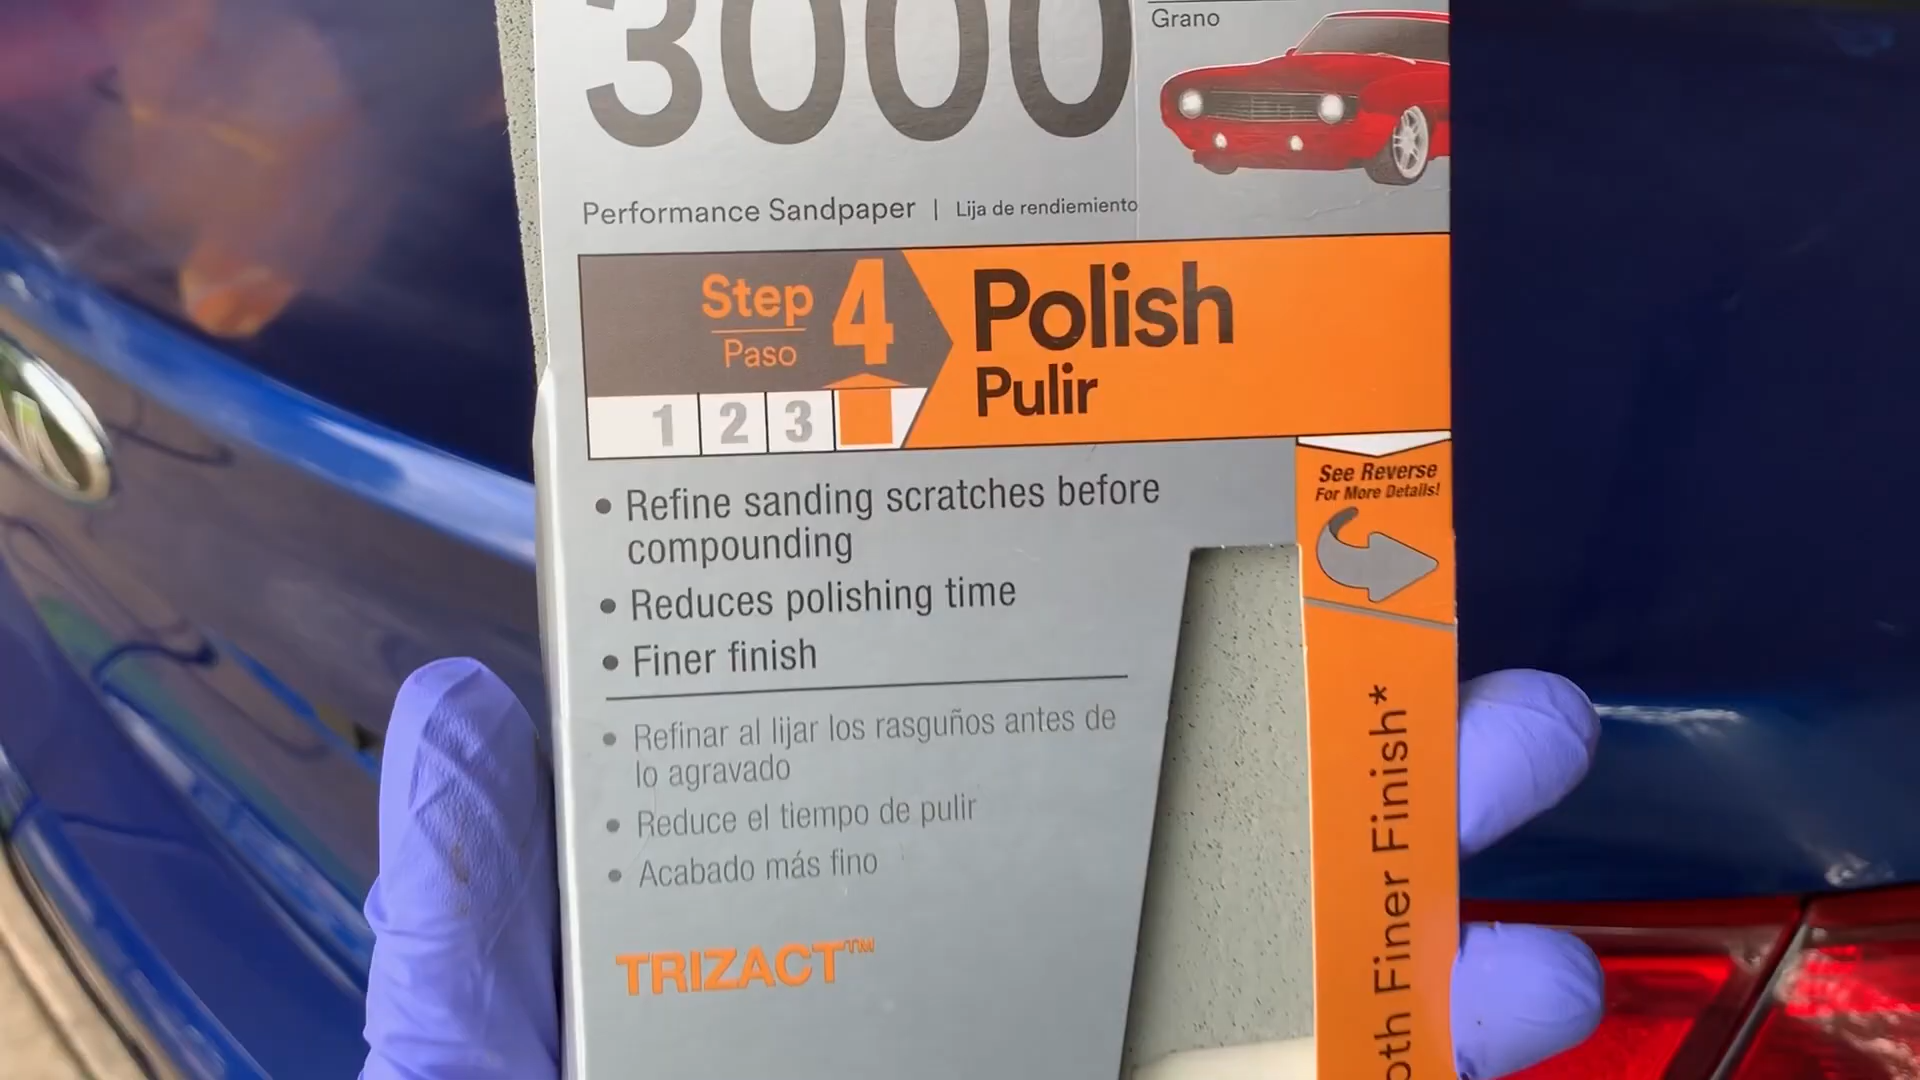 3000
Grano
Performance Sandpaper | Lija de rendiemiento
Step 4
Paso
Polish
Pulir
1 2 3
• Refine sanding scratches before
compounding
• Reduces polishing time
• Finer finish
• Refinar al lijar los rasguños antes de
lo agravado
• Reduce el tiempo de pulir
• Acabado más fino
TRIZACT™
See Reverse
For More Details!
Finer Finish*